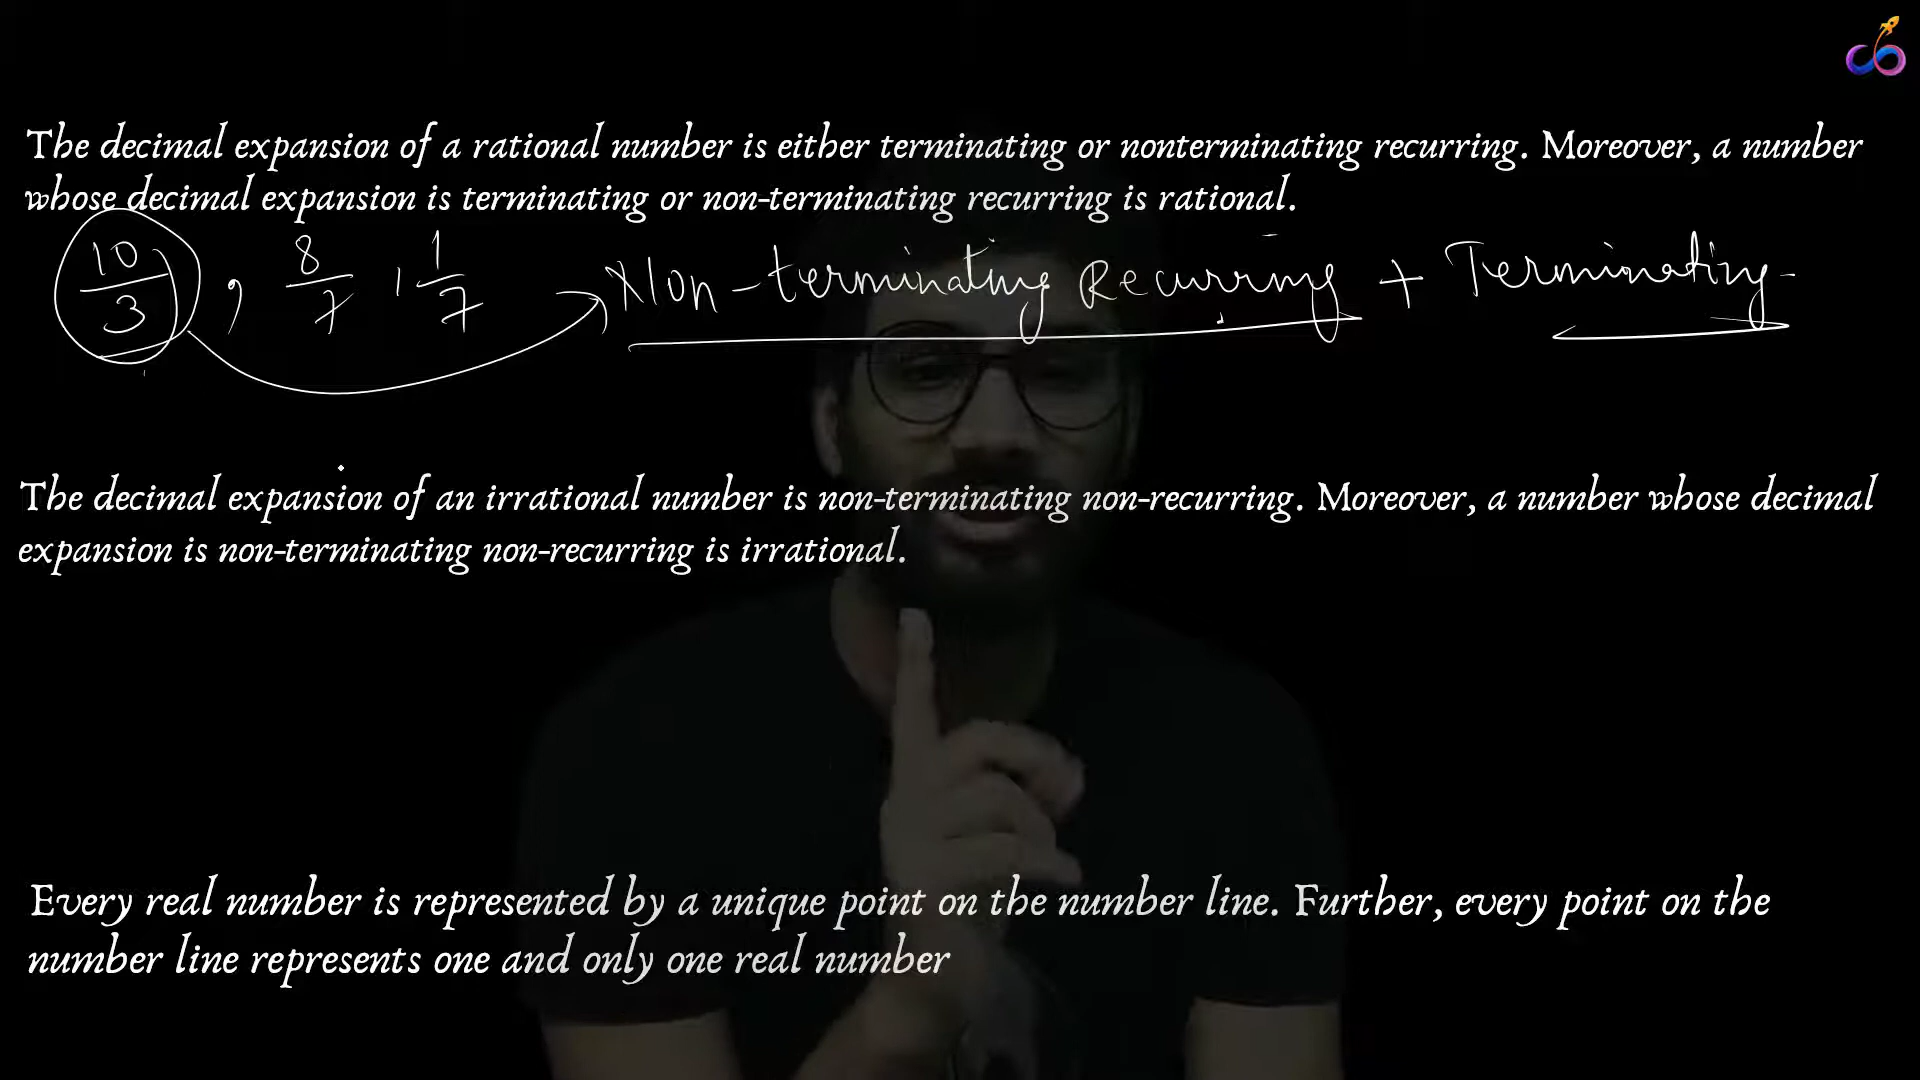 The decimal expansion of a rational number is either terminating or nonterminating recurring. Moreover, a number
whose decimal expansion is terminating or non-terminating recurring is rational.
10/3 , 8/7 , 1/7 Non-terminating Recurring + Terminating
The decimal expansion of an irrational number is non-terminating non-recurring. Moreover, a number whose decimal
expansion is non-terminating non-recurring is irrational.
Every real number is represented by a unique point on the number line. Further, every point on the
number line represents one and only one real number